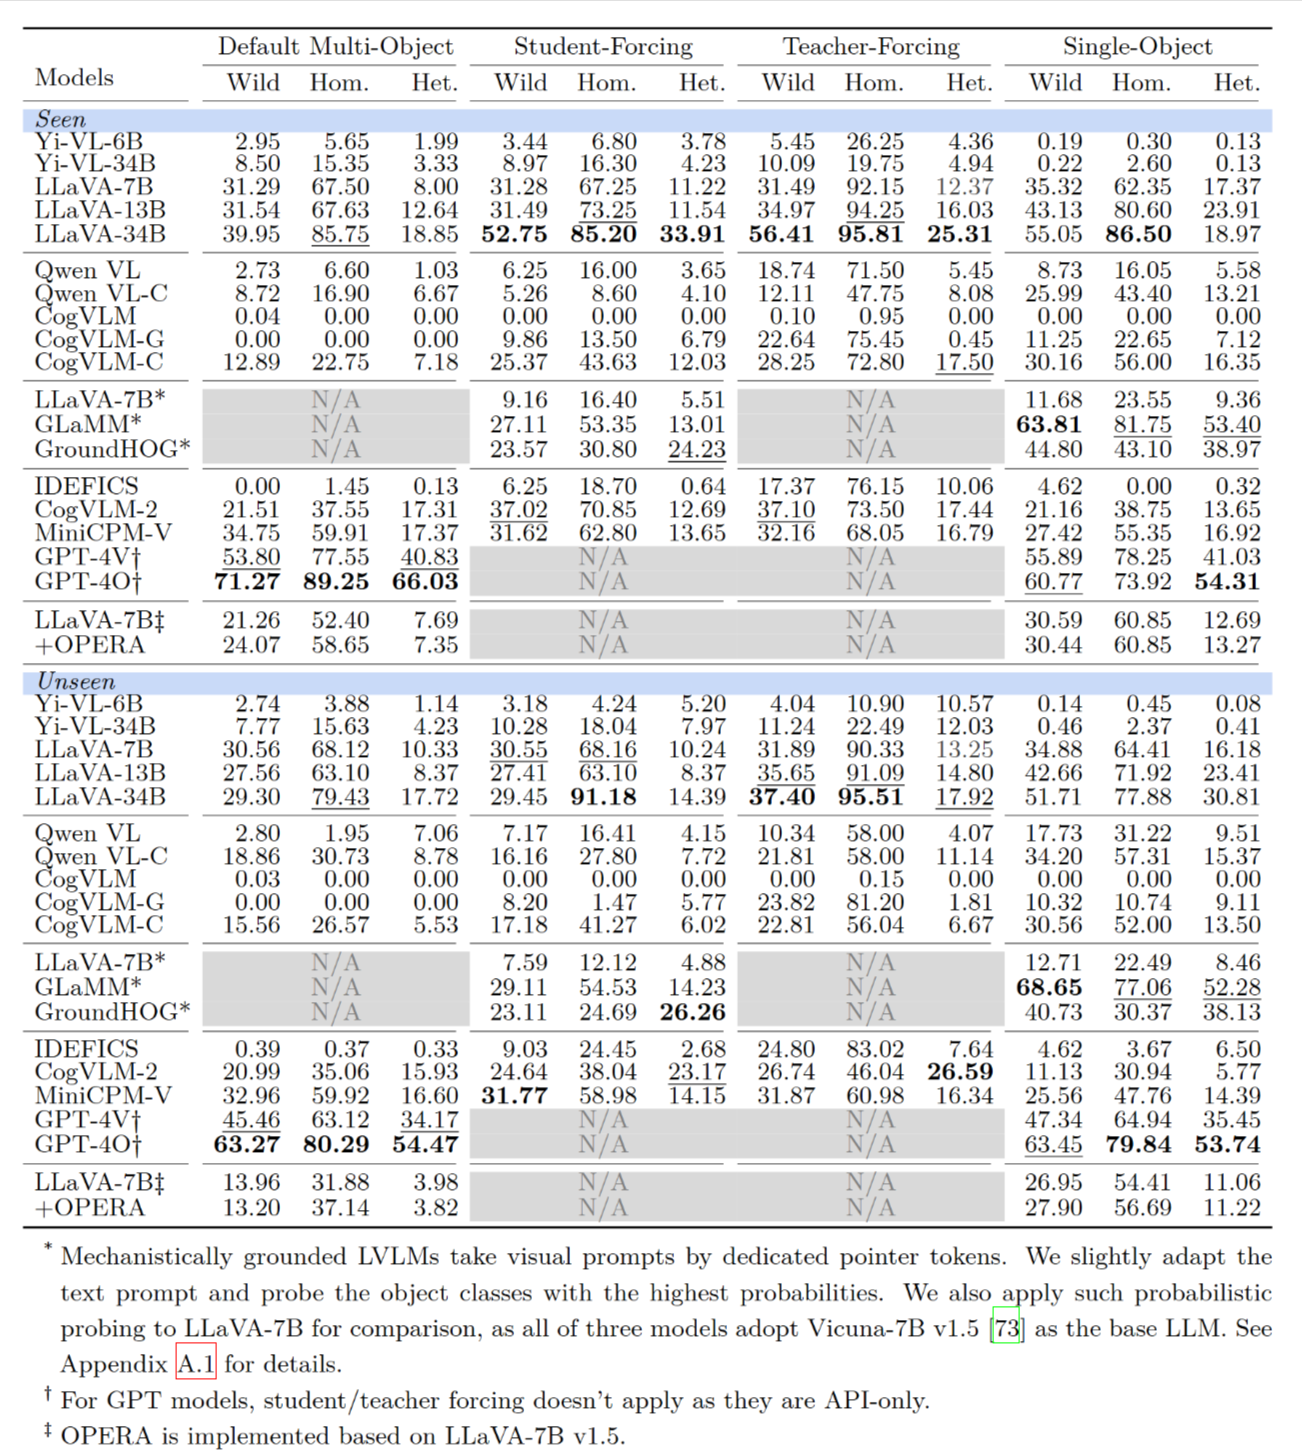 Default Multi-Object Student-Forcing Teacher-Forcing Single-Object
Models Wild Hom. Het. Wild Hom. Het. Wild Hom. Het. Wild Hom. Het.
Seen
Yi-VL-6B 2.95 5.65 1.99 3.44 6.80 3.78 5.45 26.25 4.36 0.19 0.30 0.13
Yi-VL-34B 8.50 15.35 3.33 8.97 16.30 4.23 10.09 19.75 4.94 0.22 2.60 0.13
LLaVA-7B 31.29 67.50 8.00 31.28 67.25 11.22 31.49 92.15 12.37 35.32 62.35 17.37
LLaVA-13B 31.54 67.63 12.64 31.49 73.25 11.54 34.97 94.25 16.03 43.13 80.60 23.91
LLaVA-34B 39.95 85.75 18.85 52.75 85.20 33.91 56.41 95.81 25.31 55.05 86.50 18.97
Qwen VL 2.73 6.60 1.03 6.25 16.00 3.65 18.74 71.50 5.45 8.73 16.05 5.58
Qwen VL-C 8.72 16.90 6.67 5.26 8.60 4.10 12.11 47.75 8.08 25.99 43.40 13.21
CogVLM 0.04 0.00 0.00 0.00 0.00 0.00 0.10 0.95 0.00 0.00 0.00 0.00
CogVLM-G 0.00 0.00 0.00 9.86 13.50 6.79 22.64 75.45 0.45 11.25 22.65 7.12
CogVLM-C 12.89 22.75 7.18 25.37 43.63 12.03 28.25 72.80 17.50 30.16 56.00 16.35
LLaVA-7B* N/A 9.16 16.40 5.51 N/A 11.68 23.55 9.36
GLaMM* N/A 27.11 53.35 13.01 N/A 63.81 81.75 53.40
GroundHOG* N/A 23.57 30.80 24.23 N/A 44.80 43.10 38.97
IDEFICS 0.00 1.45 0.13 6.25 18.70 0.64 17.37 76.15 10.06 4.62 0.00 0.32
CogVLM-2 21.51 37.55 17.31 37.02 70.85 12.69 37.10 73.50 17.44 21.16 38.75 13.65
MiniCPM-V 34.75 59.91 17.37 31.62 62.80 13.65 32.16 68.05 16.79 27.42 55.35 16.92
GPT-4V† 53.80 77.55 40.83 N/A N/A 55.89 78.25 41.03
GPT-4O† 71.27 89.25 66.03 N/A N/A 60.77 73.92 54.31
LLaVA-7B‡ 21.26 52.40 7.69 N/A N/A 30.59 60.85 12.69
+OPERA 24.07 58.65 7.35 N/A N/A 30.44 60.85 13.27
Unseen
Yi-VL-6B 2.74 3.88 1.14 3.18 4.24 5.20 4.04 10.90 10.57 0.14 0.45 0.08
Yi-VL-34B 7.77 15.63 4.23 10.28 18.04 7.97 11.24 22.49 12.03 0.46 2.37 0.41
LLaVA-7B 30.56 68.12 10.33 30.55 68.16 10.24 31.89 90.33 13.25 34.88 64.41 16.18
LLaVA-13B 27.56 63.10 8.37 27.41 63.10 8.37 35.65 91.09 14.80 42.66 71.92 23.41
LLaVA-34B 29.30 79.43 17.72 29.45 91.18 14.39 37.40 95.51 17.92 51.71 77.88 30.81
Qwen VL 2.80 1.95 7.06 7.17 16.41 4.15 10.34 58.00 4.07 17.73 31.22 9.51
Qwen VL-C 18.86 30.73 8.78 16.16 27.80 7.72 21.81 58.00 11.14 34.20 57.31 15.37
CogVLM 0.03 0.00 0.00 0.00 0.00 0.00 0.00 0.15 0.00 0.00 0.00 0.00
CogVLM-G 0.00 0.00 0.00 8.20 1.47 5.77 23.82 81.20 1.81 10.32 10.74 9.11
CogVLM-C 15.56 26.57 5.53 17.18 41.27 6.02 22.81 56.04 6.67 30.56 52.00 13.50
LLaVA-7B* N/A 7.59 12.12 4.88 N/A 12.71 22.49 8.46
GLaMM* N/A 29.11 54.53 14.23 N/A 68.65 77.06 52.28
GroundHOG* N/A 23.11 24.69 26.26 N/A 40.73 30.37 38.13
IDEFICS 0.39 0.37 0.33 9.03 24.45 2.68 24.80 83.02 7.64 4.62 3.67 6.50
CogVLM-2 20.99 35.06 15.93 24.64 38.04 23.17 26.74 46.04 26.59 11.13 30.94 5.77
MiniCPM-V 32.96 59.92 16.60 31.77 58.98 14.15 31.87 60.98 16.34 25.56 47.76 14.39
GPT-4V† 45.46 63.12 34.17 N/A N/A 47.34 64.94 35.45
GPT-4O† 63.27 80.29 54.47 N/A N/A 63.45 79.84 53.74
LLaVA-7B‡ 13.96 31.88 3.98 N/A N/A 26.95 54.41 11.06
+OPERA 13.20 37.14 3.82 N/A N/A 27.90 56.69 11.22
* Mechanistically grounded LVLMs take visual prompts by dedicated pointer tokens. We slightly adapt the
text prompt and probe the object classes with the highest probabilities. We also apply such probabilistic
probing to LLaVA-7B for comparison, as all of three models adopt Vicuna-7B v1.5 [73] as the base LLM. See
Appendix A.1 for details.
† For GPT models, student/teacher forcing doesn't apply as they are API-only.
‡ OPERA is implemented based on LLaVA-7B v1.5.